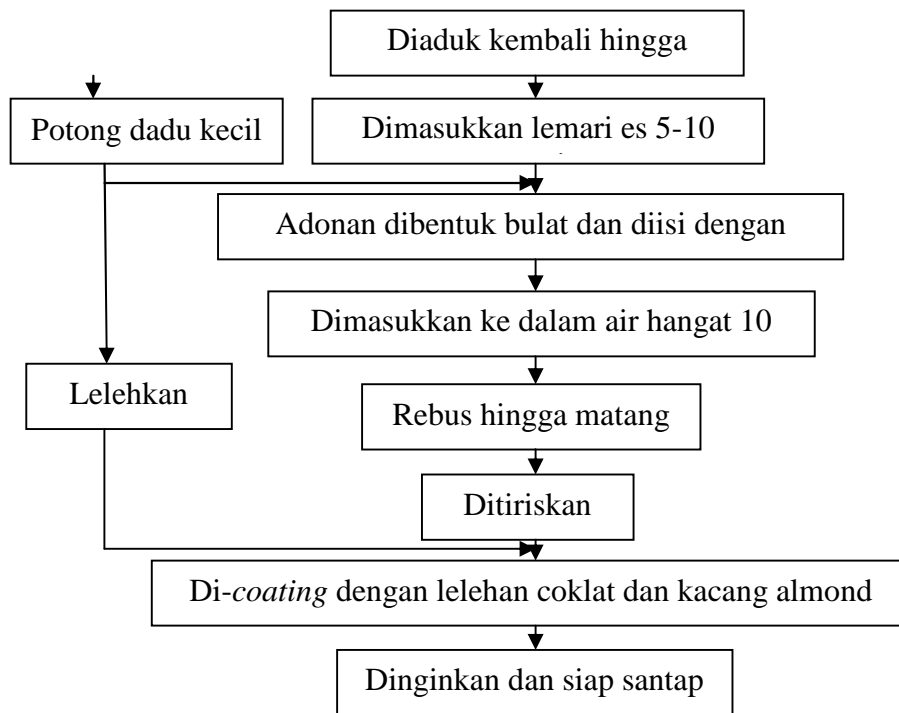 Diaduk kembali hingga
Potong dadu kecil
Dimasukkan lemari es 5-10
Adonan dibentuk bulat dan diisi dengan
Dimasukkan ke dalam air hangat 10
Lelehkan
Rebus hingga matang
Ditiriskan
Di-coating dengan lelehan coklat dan kacang almond
Dinginkan dan siap santap